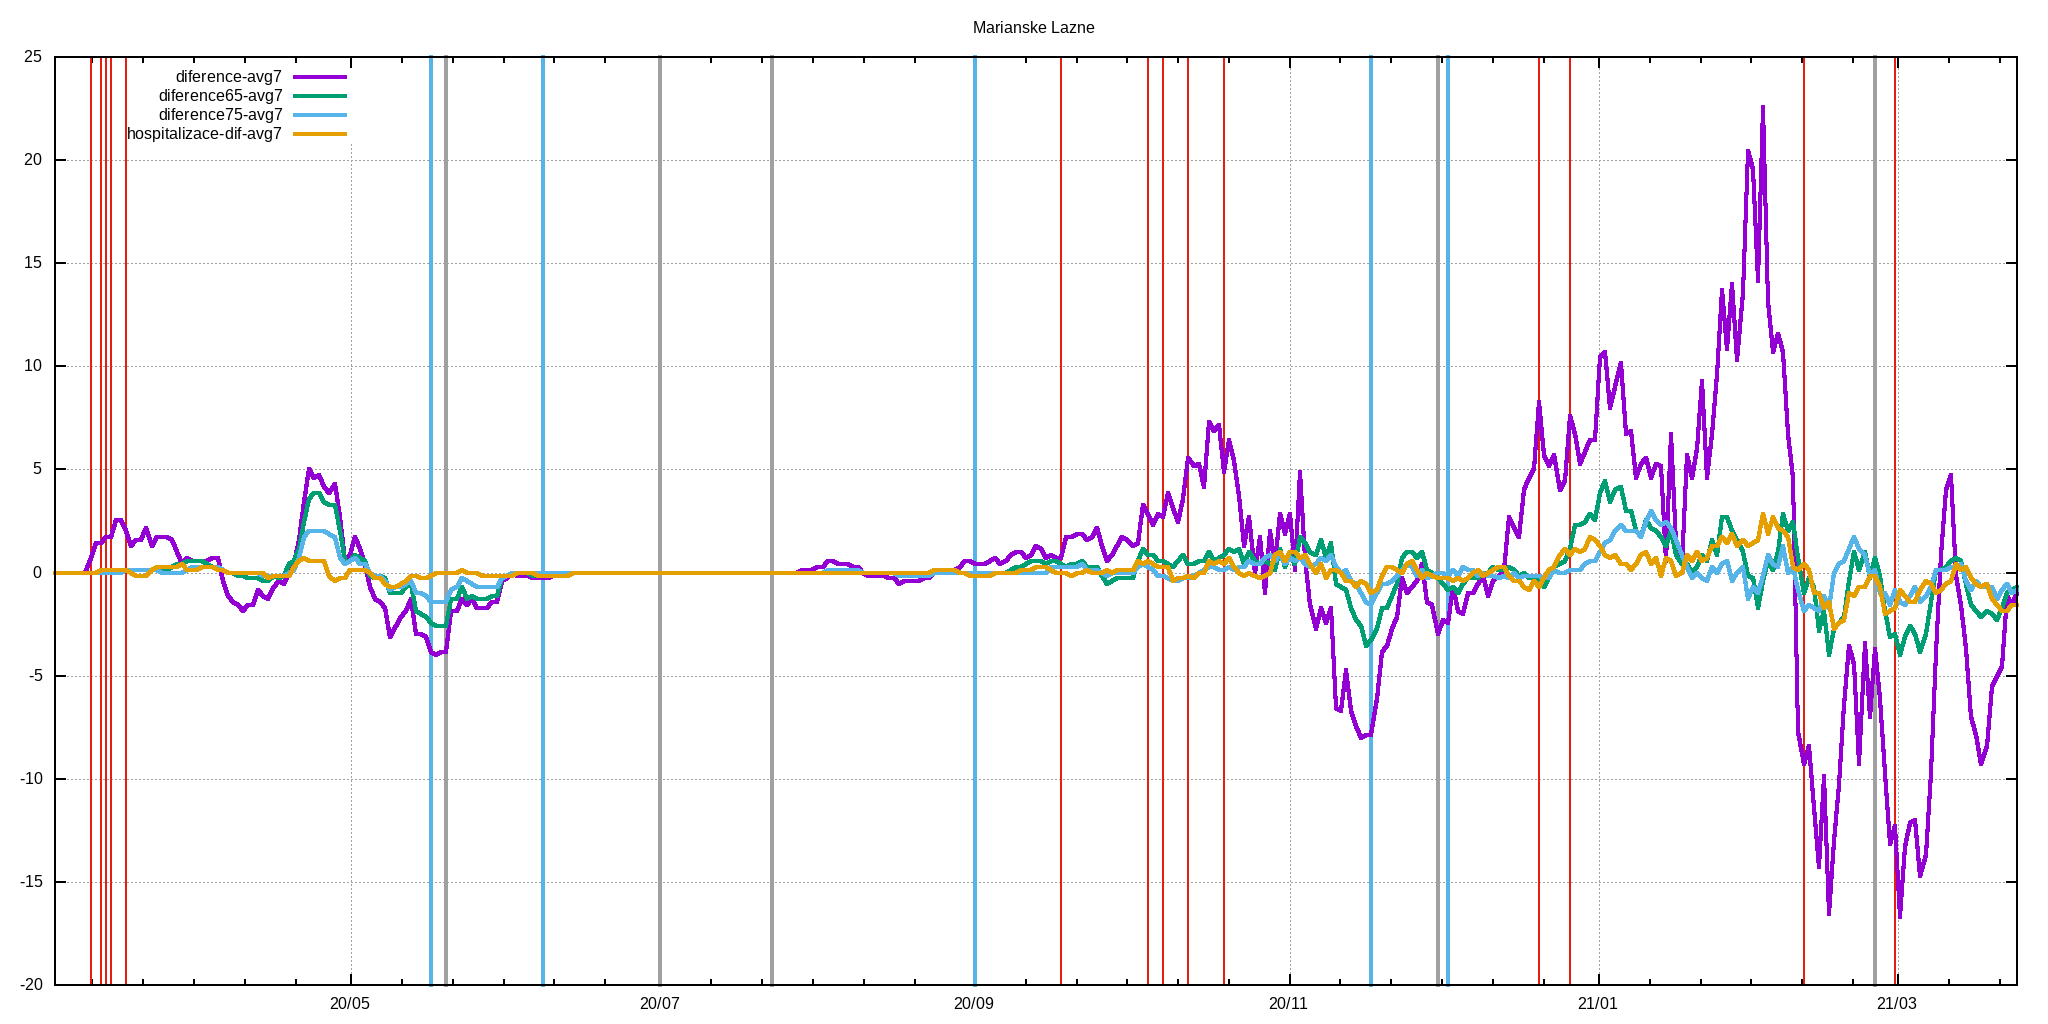 Marianske Lazne
25
20
15
10
5
0
-5
-10
-15
-20
diference-avg7
diference65-avg7
diference75-avg7
hospitalizace-dif-avg7
20/05 20/07 20/09 20/11 21/01 21/03